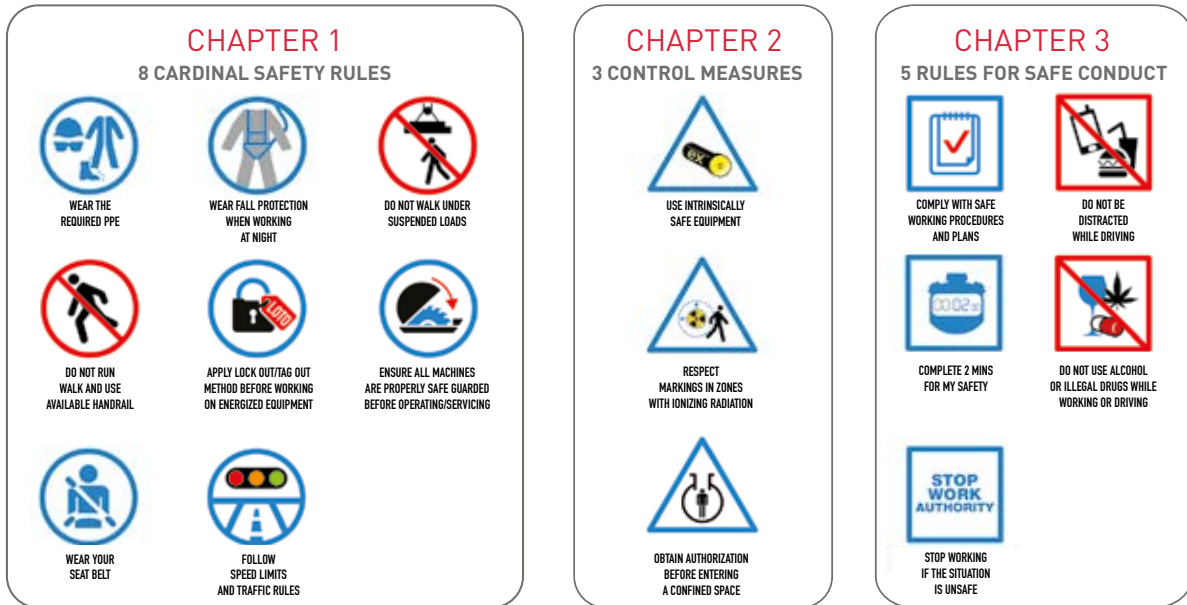 CHAPTER 1
8 CARDINAL SAFETY RULES
WEAR THE
REQUIRED PPE
WEAR FALL PROTECTION
WHEN WORKING
AT NIGHT
DO NOT WALK UNDER
SUSPENDED LOADS
DO NOT RUN
WALK AND USE
AVAILABLE HANDRAIL
LOTO
APPLY LOCK OUT/TAG OUT
METHOD BEFORE WORKING
ON ENERGIZED EQUIPMENT
ENSURE ALL MACHINES
ARE PROPERLY SAFE GUARDED
BEFORE OPERATING/SERVICING
WEAR YOUR
SEAT BELT
FOLLOW
SPEED LIMITS
AND TRAFFIC RULES
CHAPTER 2
3 CONTROL MEASURES
ex
USE INTRINSICALLY
SAFE EQUIPMENT
RESPECT
MARKINGS IN ZONES
WITH IONIZING RADIATION
OBTAIN AUTHORIZATION
BEFORE ENTERING
A CONFINED SPACE
CHAPTER 3
5 RULES FOR SAFE CONDUCT
COMPLY WITH SAFE
WORKING PROCEDURES
AND PLANS
DO NOT BE
DISTRACTED
WHILE DRIVING
00:02
COMPLETE 2 MINS
FOR MY SAFETY
DO NOT USE ALCOHOL
OR ILLEGAL DRUGS WHILE
WORKING OR DRIVING
STOP
WORK
AUTHORITY
STOP WORKING
IF THE SITUATION
IS UNSAFE